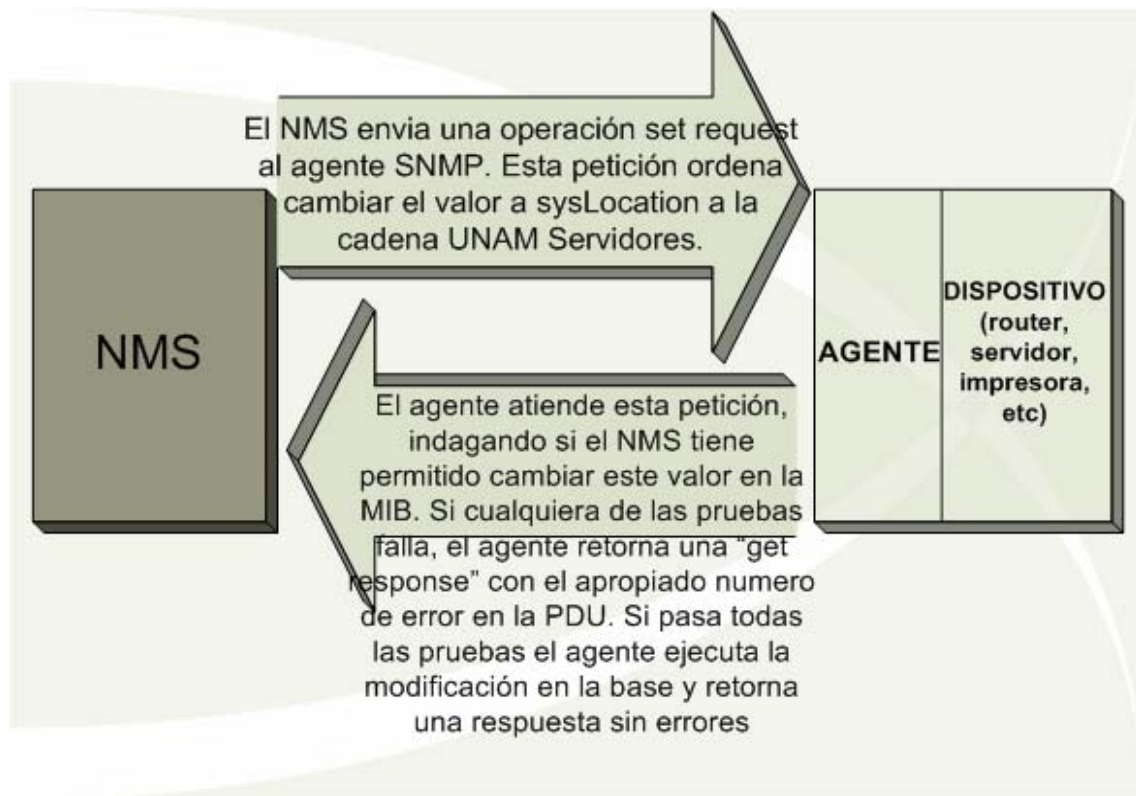 El NMS envia una operación set request
al agente SNMP. Esta petición ordena
cambiar el valor a sysLocation a la
cadena UNAM Servidores.
NMS
AGENTE
DISPOSITIVO
(router,
servidor,
impresora,
etc)
El agente atiende esta petición,
indagando si el NMS tiene
permitido cambiar este valor en la
MIB. Si cualquiera de las pruebas
falla, el agente retorna una “get
response” con el apropiado numero
de error en la PDU. Si pasa todas
las pruebas el agente ejecuta la
modificación en la base y retorna
una respuesta sin errores